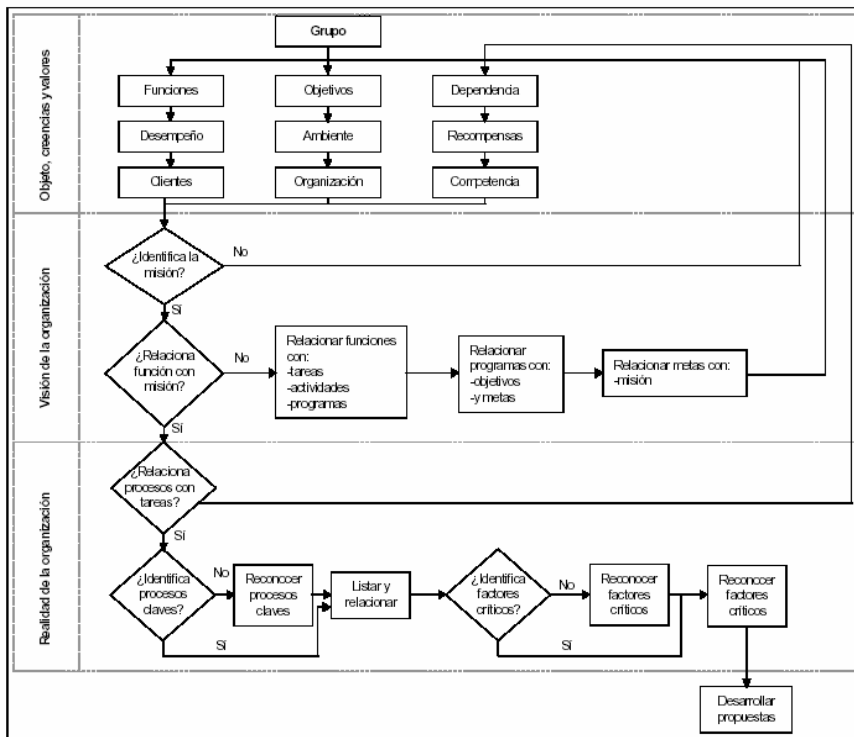 Objeto, creencias y valores
Grupo
Funciones
Objetivos
Dependencia
Desempeño
Ambiente
Recompensas
Clientes
Organización
Competencia
Visión de la organización
¿Identifica la
misión?
No
Sí
¿Relaciona
función con
misión?
No
Relacionar funciones
con:
-tareas
-actividades
-programas
Relacionar
programas con:
-objetivos
-y metas
Relacionar metas con:
-misión
Sí
Realidad de la organización
¿Relaciona
procesos con
tareas?
Sí
¿Identifica
procesos
claves?
No
Reconocer
procesos
claves
Listar y
relacionar
¿Identifica
factores
críticos?
No
Reconocer
factores
críticos
Reconocer
factores
críticos
Sí
Sí
Desarrollar
propuestas